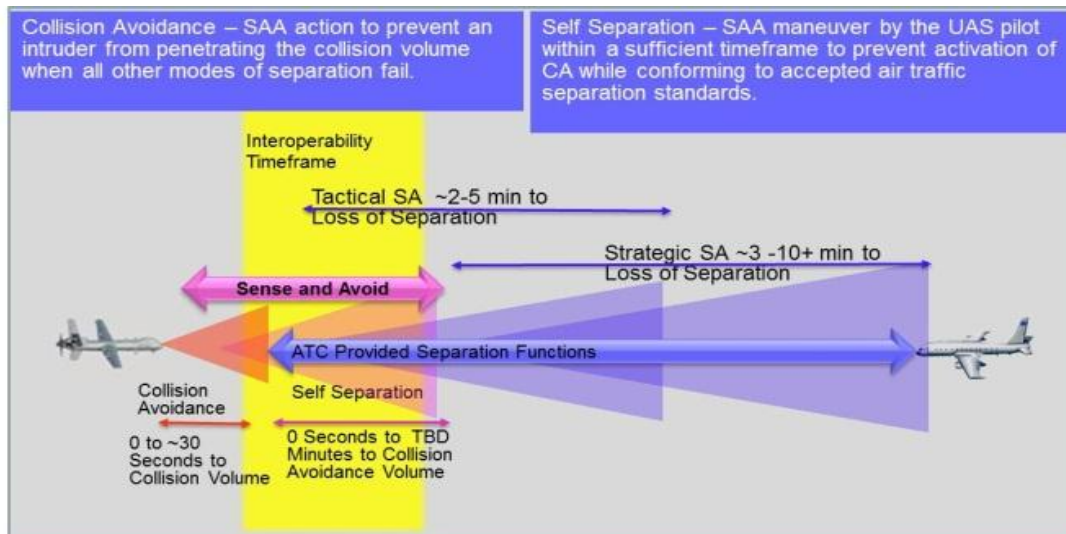 Collision Avoidance – SAA action to prevent an
intruder from penetrating the collision volume
when all other modes of separation fail.
Self Separation – SAA maneuver by the UAS pilot
within a sufficient timeframe to prevent activation of
CA while conforming to accepted air traffic
separation standards.
Interoperability
Timeframe
Tactical SA ~2-5 min to
Loss of Separation
Strategic SA ~3 -10+ min to
Loss of Separation
Sense and Avoid
ATC Provided Separation Functions
Collision
Avoidance
Self Separation
0 to ~30
Seconds to
Collision Volume
0 Seconds to TBD
Minutes to Collision
Avoidance Volume